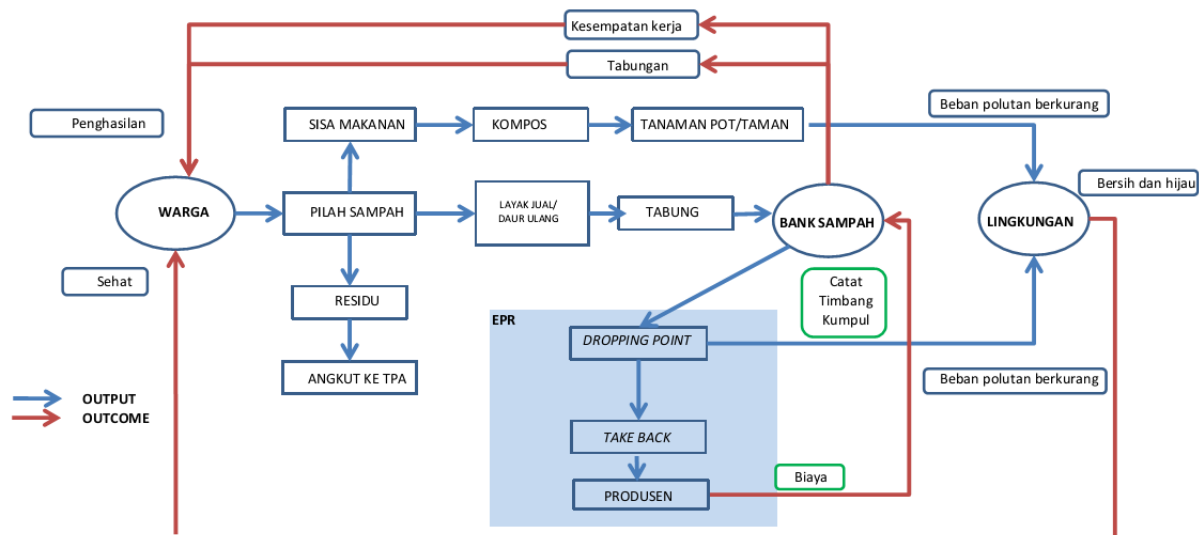 Kesempatan kerja
Tabungan
Penghasilan
SISA MAKANAN
KOMPOS
TANAMAN POT/TAMAN
Beban polutan berkurang
WARGA
PILAH SAMPAH
LAYAK JUAL/
DAUR ULANG
TABUNG
BANK SAMPAH
LINGKUNGAN
Bersih dan hijau
Sehat
RESIDU
Catat
Timbang
Kumpul
EPR
DROPPING POINT
ANGKUT KE TPA
Beban polutan berkurang
OUTPUT
OUTCOME
TAKE BACK
Biaya
PRODUSEN